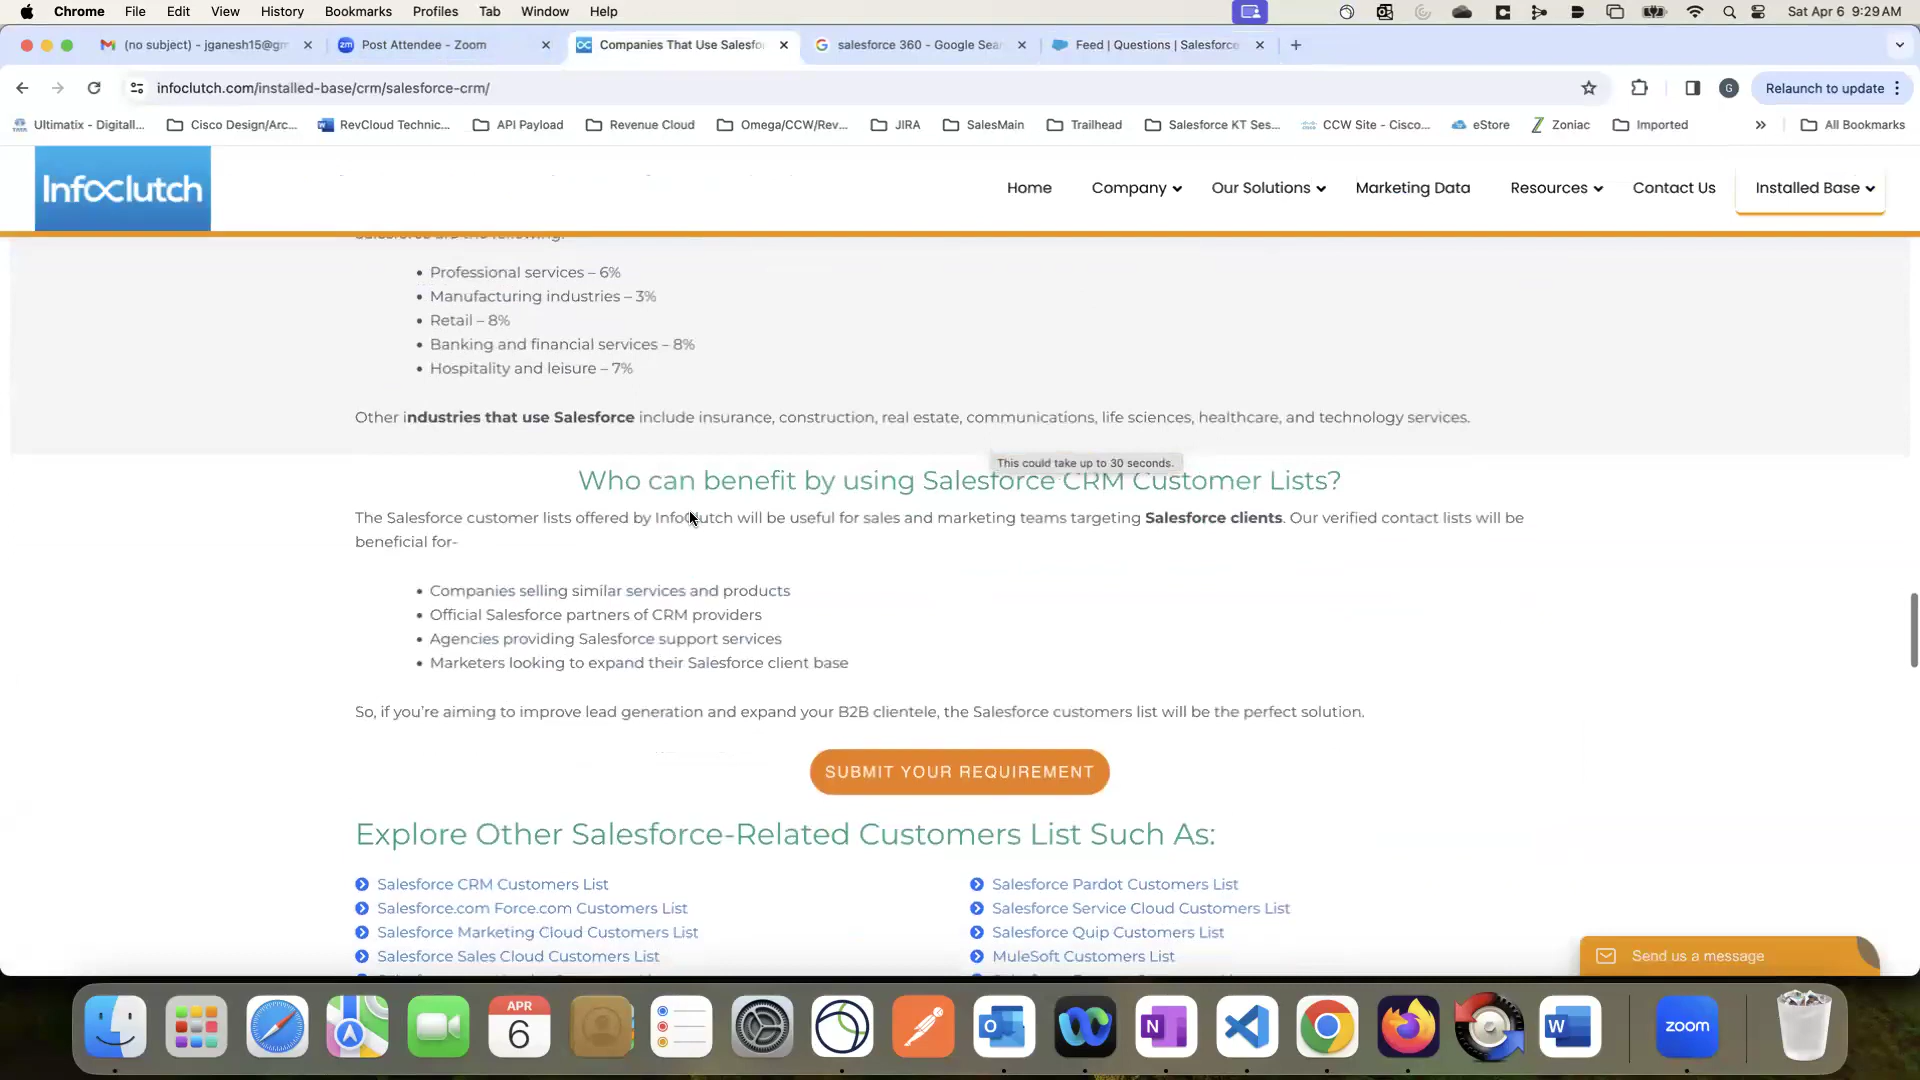 Chrome File Edit View History Bookmarks Profiles Tab Window Help Sat Apr 6 9:29 AM
(no subject) - jganesh15@gm Post Attendee - Zoom Companies That Use Salesfo salesforce 360 - Google Sea Feed | Questions | Salesforce
infoclutch.com/installed-base/crm/salesforce-crm/ G Relaunch to update
Ultimatix - Digitall... Cisco Design/Arc... RevCloud Technic... API Payload Revenue Cloud Omega/CCW/Rev... JIRA SalesMain Trailhead Salesforce KT Ses... CCW Site - Cisco... eStore Zoniac Imported All Bookmarks
Infoclutch Home Company Our Solutions Marketing Data Resources Contact Us Installed Base
Professional services – 6%
Manufacturing industries – 3%
Retail – 8%
Banking and financial services – 8%
Hospitality and leisure – 7%
Other industries that use Salesforce include insurance, construction, real estate, communications, life sciences, healthcare, and technology services.
This could take up to 30 seconds.
Who can benefit by using Salesforce CRM Customer Lists?
The Salesforce customer lists offered by InfoClutch will be useful for sales and marketing teams targeting Salesforce clients. Our verified contact lists will be
beneficial for-
Companies selling similar services and products
Official Salesforce partners of CRM providers
Agencies providing Salesforce support services
Marketers looking to expand their Salesforce client base
So, if you're aiming to improve lead generation and expand your B2B clientele, the Salesforce customers list will be the perfect solution.
SUBMIT YOUR REQUIREMENT
Explore Other Salesforce-Related Customers List Such As:
Salesforce CRM Customers List Salesforce Pardot Customers List
Salesforce.com Force.com Customers List Salesforce Service Cloud Customers List
Salesforce Marketing Cloud Customers List Salesforce Quip Customers List
Salesforce Sales Cloud Customers List MuleSoft Customers List
Send us a message
APR
6
zoom